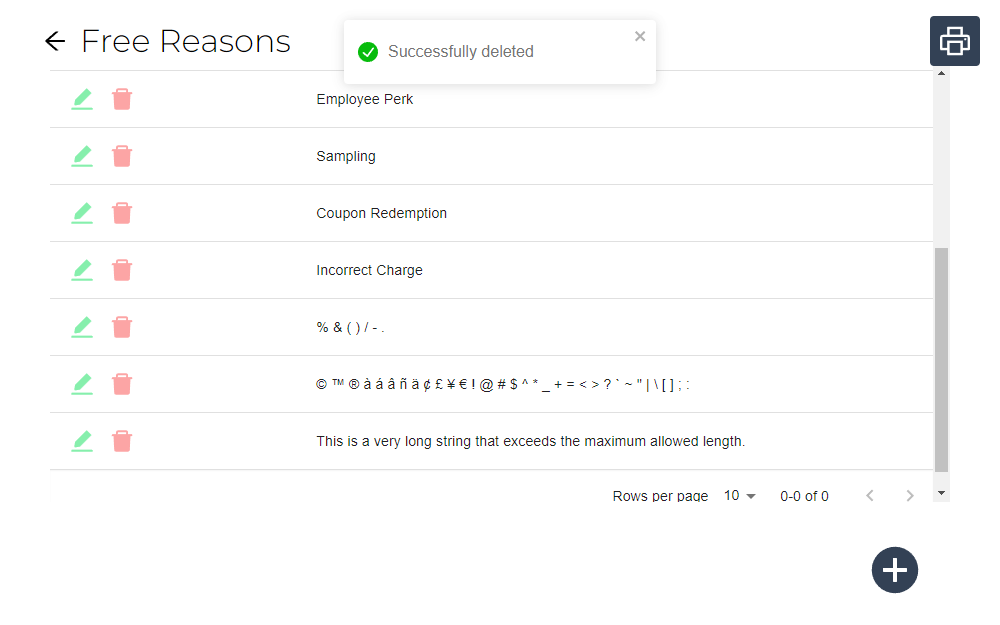 Free Reasons
Successfully deleted
Employee Perk
Sampling
Coupon Redemption
Incorrect Charge
% & ( ) / - .
© ™ ® à á â ñ ä ¢ £ ¥ € ! @ # $ ^ * _ + = < > ? ` ~ " | \ [ ] ; :
This is a very long string that exceeds the maximum allowed length.
Rows per page 10 0-0 of 0